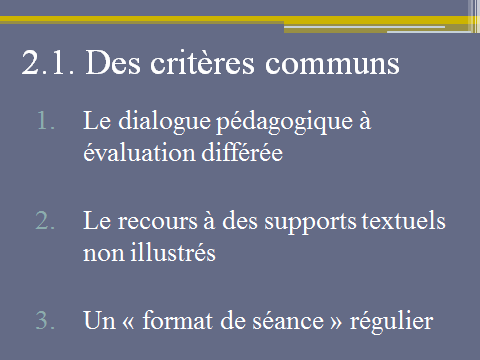 2.1. Des critères communs
1. Le dialogue pédagogique à
évaluation différée
2. Le recours à des supports textuels
non illustrés
3. Un « format de séance » régulier